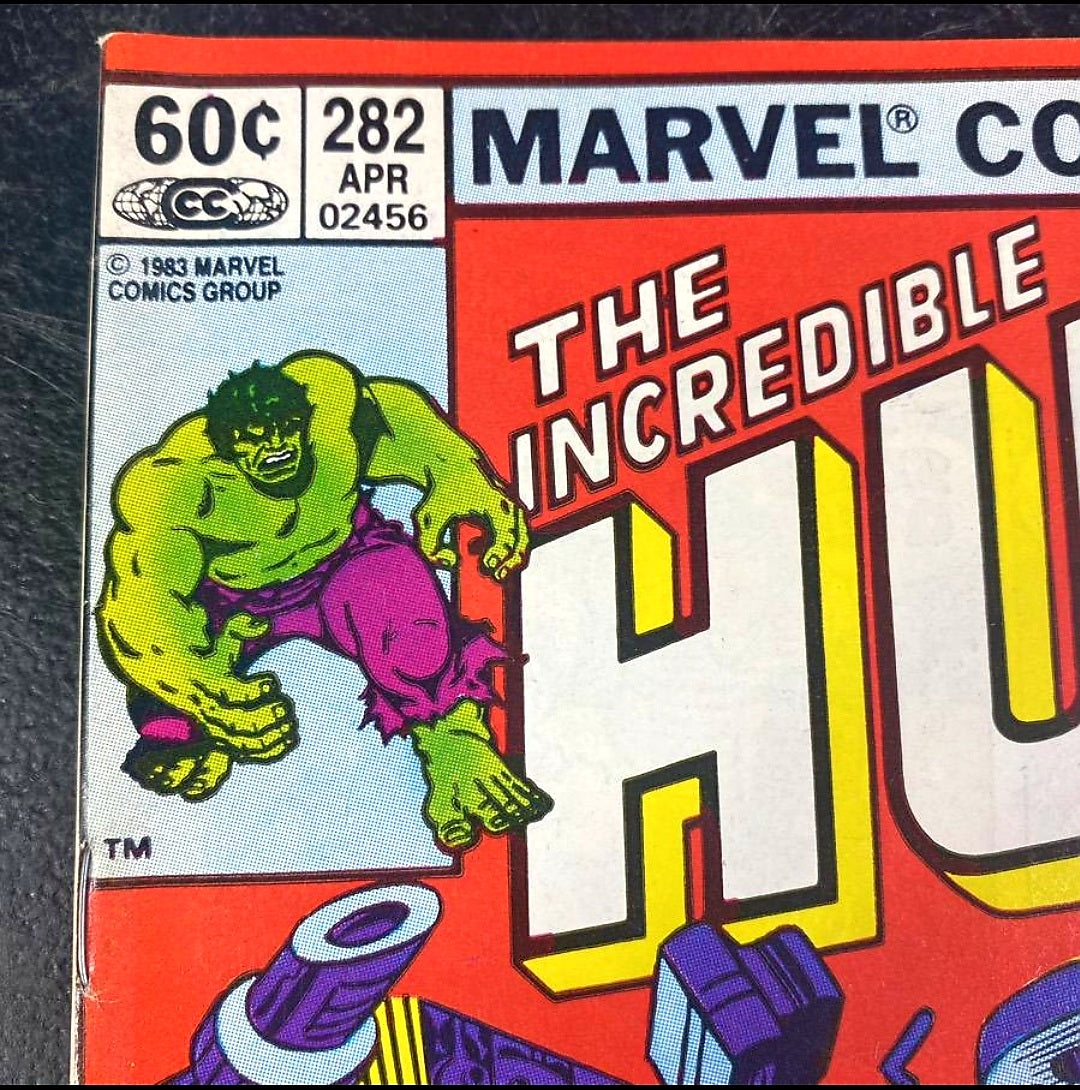 60¢
CC
282
APR
02456
MARVEL® CO
© 1983 MARVEL
COMICS GROUP
THE
INCREDIBLE
HU
TM